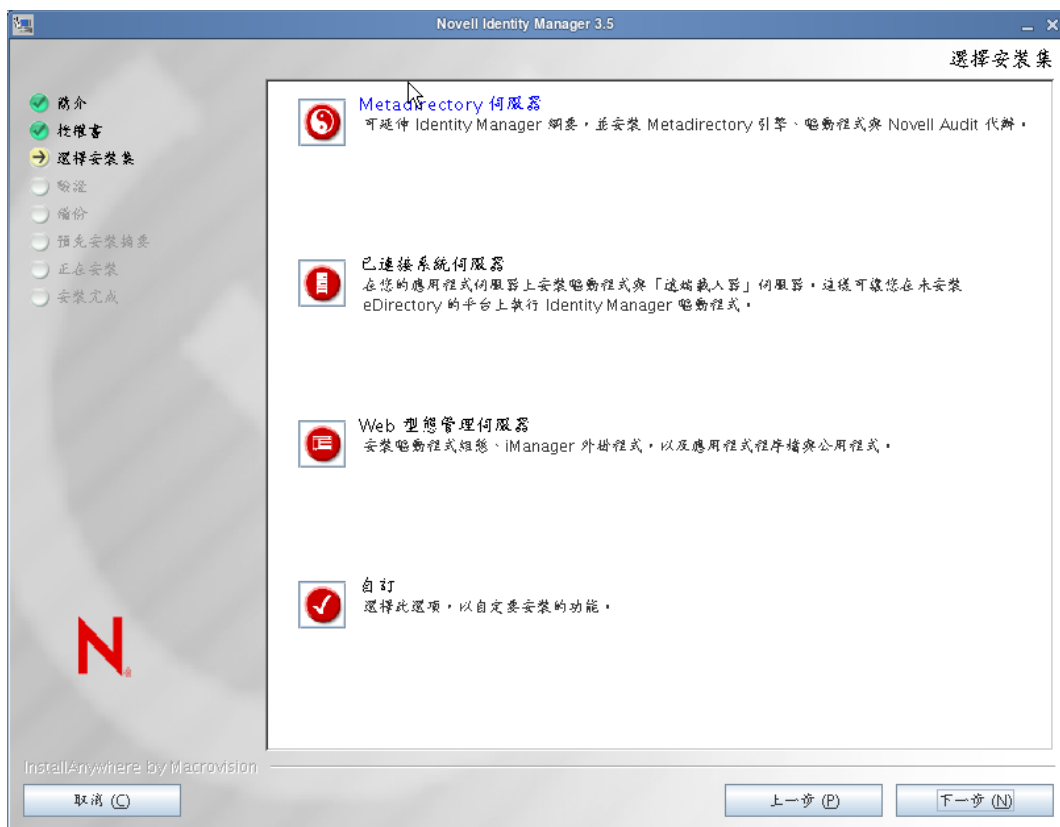 Novell Identity Manager 3.5
選擇安裝集
簡介
授權書
選擇安裝集
驗證
備份
預先安裝摘要
正在安裝
安裝完成
Metadirectory 伺服器
可延伸 Identity Manager 綱要，並安裝 Metadirectory 引擎、驅動程式與 Novell Audit 代辦。
已連接系統伺服器
在您的應用程式伺服器上安裝驅動程式與「遠端載入器」伺服器。這樣可讓您在未安裝
eDirectory 的平台上執行 Identity Manager 驅動程式。
Web 型態管理伺服器
安裝驅動程式組態、iManager 外掛程式，以及應用程式程序檔與公用程式。
自訂
選擇此選項，以自定要安裝的功能。
N
InstallAnywhere by Macrovision
取消 (C)
上一步 (P)
下一步 (N)